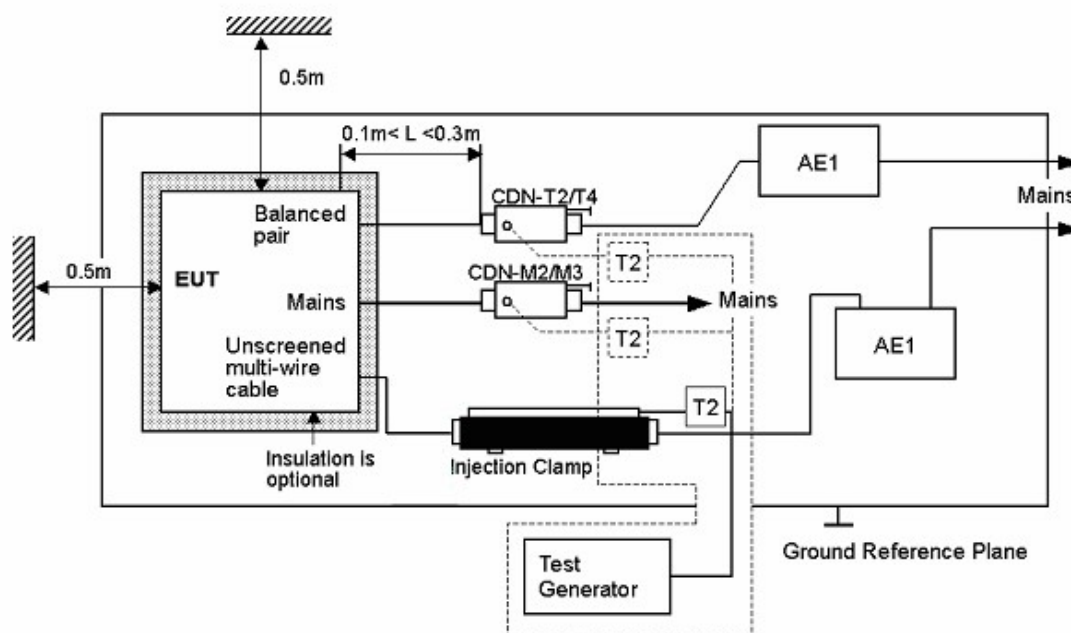 0.5m
0.1m< L <0.3m
AE1
Mains
CDN-T2/T4
Balanced
pair
T2
0.5m
EUT
CDN-M2/M3
Mains
Mains
T2
AE1
Unscreened
multi-wire
cable
T2
Insulation is
optional
Injection Clamp
Ground Reference Plane
Test
Generator